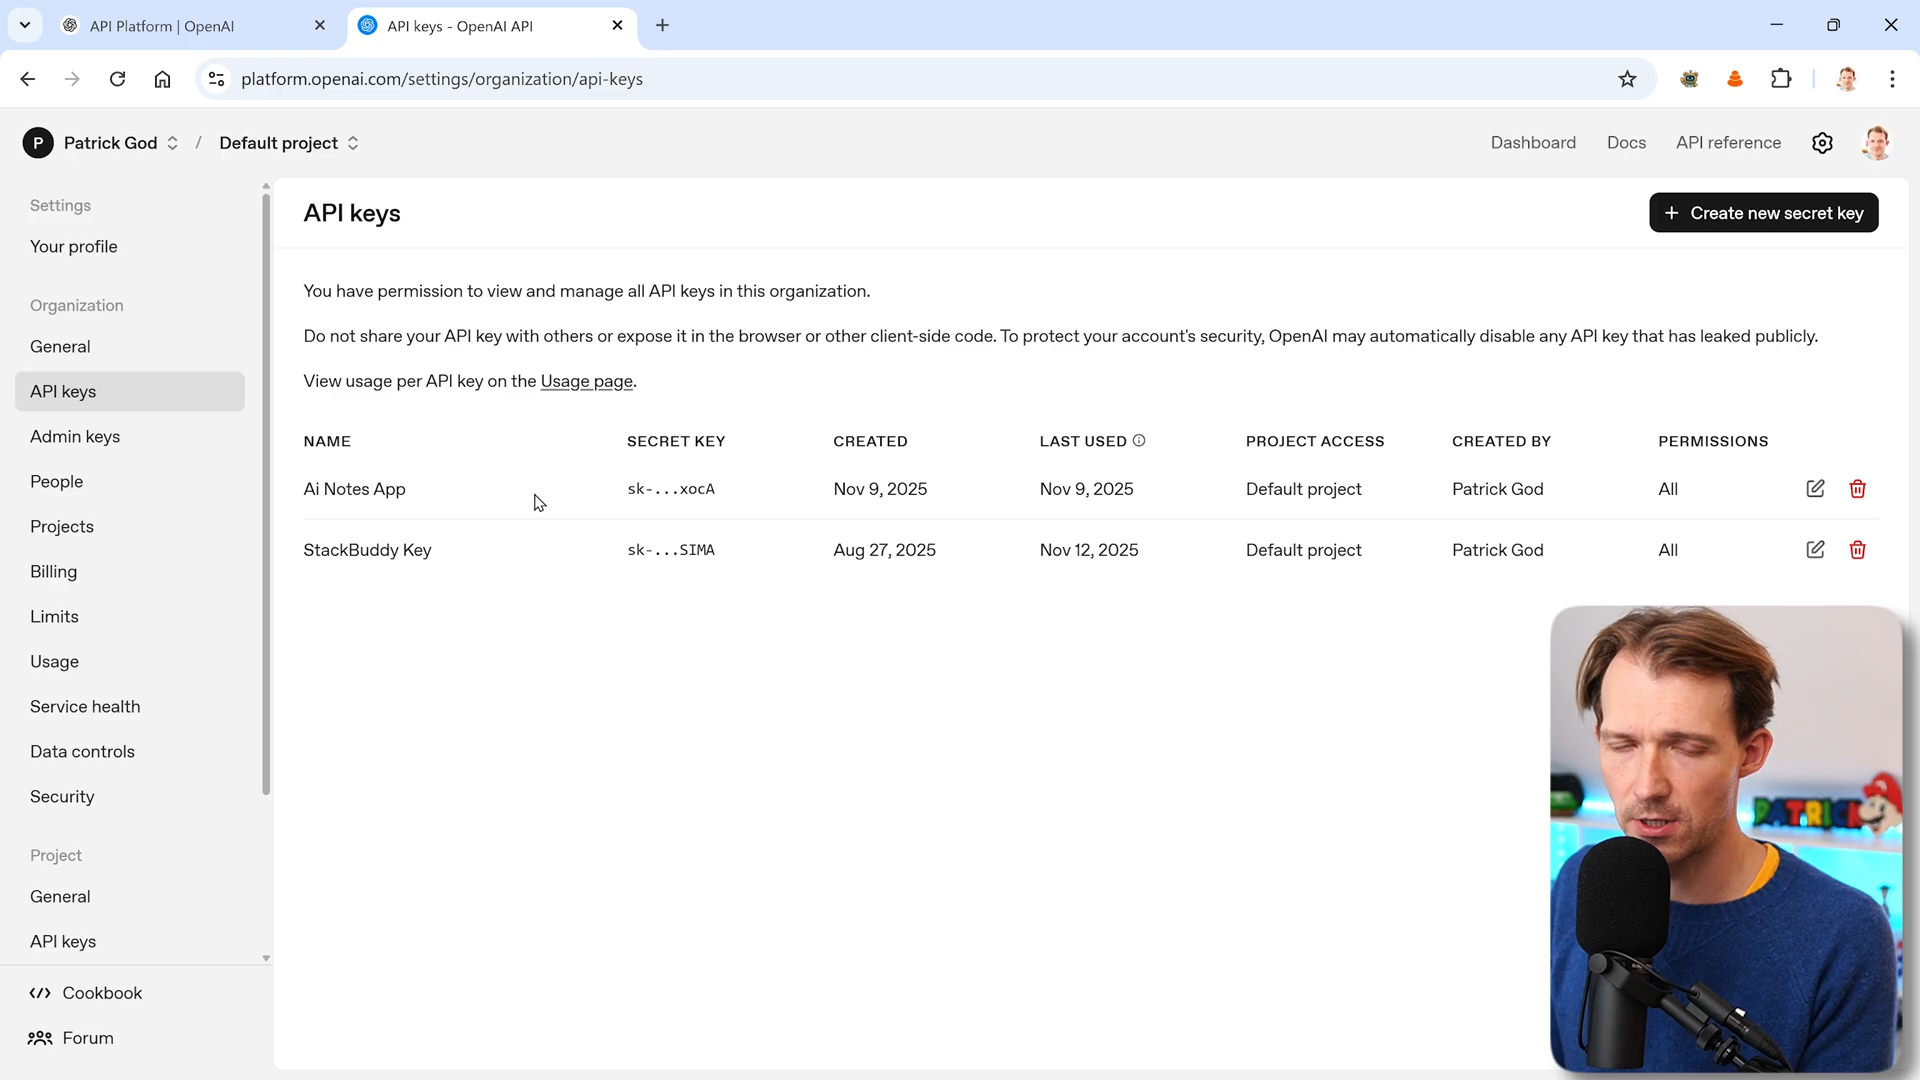 API Platform | OpenAI
API keys - OpenAI API
platform.openai.com/settings/organization/api-keys
P Patrick God / Default project
Dashboard Docs API reference
Settings
Your profile
Organization
General
API keys
Admin keys
People
Projects
Billing
Limits
Usage
Service health
Data controls
Security
Project
General
API keys
Cookbook
Forum
API keys
+ Create new secret key
You have permission to view and manage all API keys in this organization.
Do not share your API key with others or expose it in the browser or other client-side code. To protect your account's security, OpenAI may automatically disable any API key that has leaked publicly.
View usage per API key on the Usage page.
NAME SECRET KEY CREATED LAST USED PROJECT ACCESS CREATED BY PERMISSIONS
Ai Notes App sk-...xocA Nov 9, 2025 Nov 9, 2025 Default project Patrick God All
StackBuddy Key sk-...SIMA Aug 27, 2025 Nov 12, 2025 Default project Patrick God All
PATRICK